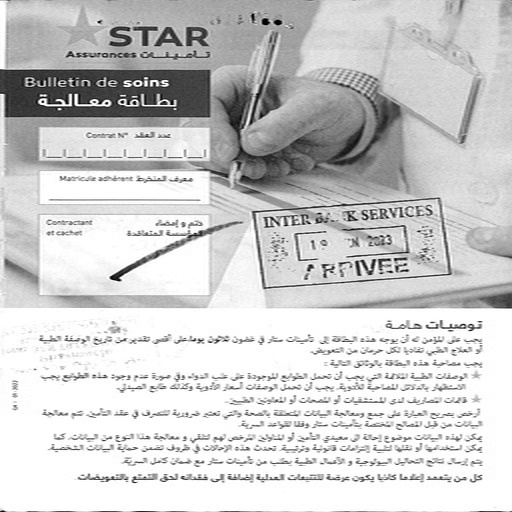 STAR
Assurances تأمينات
Bulletin de soins
بطاقة معالجة
Contrat N° عدد العقد
Matricule adhérent معرف المنخرط
Contractant et cachet
ختم و إمضاء المؤسسة المتعاقدة
INTER BANK SERVICES
19 2023
ARRIVEE
توصيات هامة
يجب على المؤمن له أن يوجه هذه البطاقة إلى تأمينات ستار في غضون ثلاثون يوما على أقصى تقدير من تاريخ الوصفة الطبية
أو العلاج الطبي تفاديا لكل حرمان من التعويض.
يجب مصاحبة هذه البطاقة بالوثائق التالية :
الوصفات الطبية الملائمة التي يجب أن تحمل الطوابع الموجودة على علب الدواء وفي صورة عدم وجود هذه الطوابع يجب
الاستظهار بالدلائل المصاحبة للأدوية. يجب أن تحمل الوصفات أسعار الأدوية وكذلك طابع الصيدلي.
قائمات المصاريف لدى المستشفيات أو المصحات أو المعاونين الطبيين.
أرخص بصريح العبارة على جمع ومعالجة البيانات المتعلقة بالصحة والتي تعتبر ضرورية للتصرف في عقد التأمين. تتم معالجة
البيانات من قبل المصالح المختصة بتأمينات ستار وفقا لقواعد السرية.
يمكن لهذه البيانات موضوع إحالة الى معيدي التأمين أو المناولين المرخص لهم لتلقي و معالجة هذا النوع من البيانات. كما
يمكن استخدامها أو نقلها لتلبية إلتزامات قانونية وترتيبية. تحدث هذه الإحالات في ظروف تضمن حماية البيانات الشخصية.
يتم إرسال نتائج التحاليل البيولوجية و الأعمال الطبية بطلب من تأمينات ستار مع ضمان كامل السرية.
كل من يتعمد إعلاما كاذبا يكون عرضة للتتبعات العدلية إضافة إلى فقدانه لحق التمتع بالتعويضات.